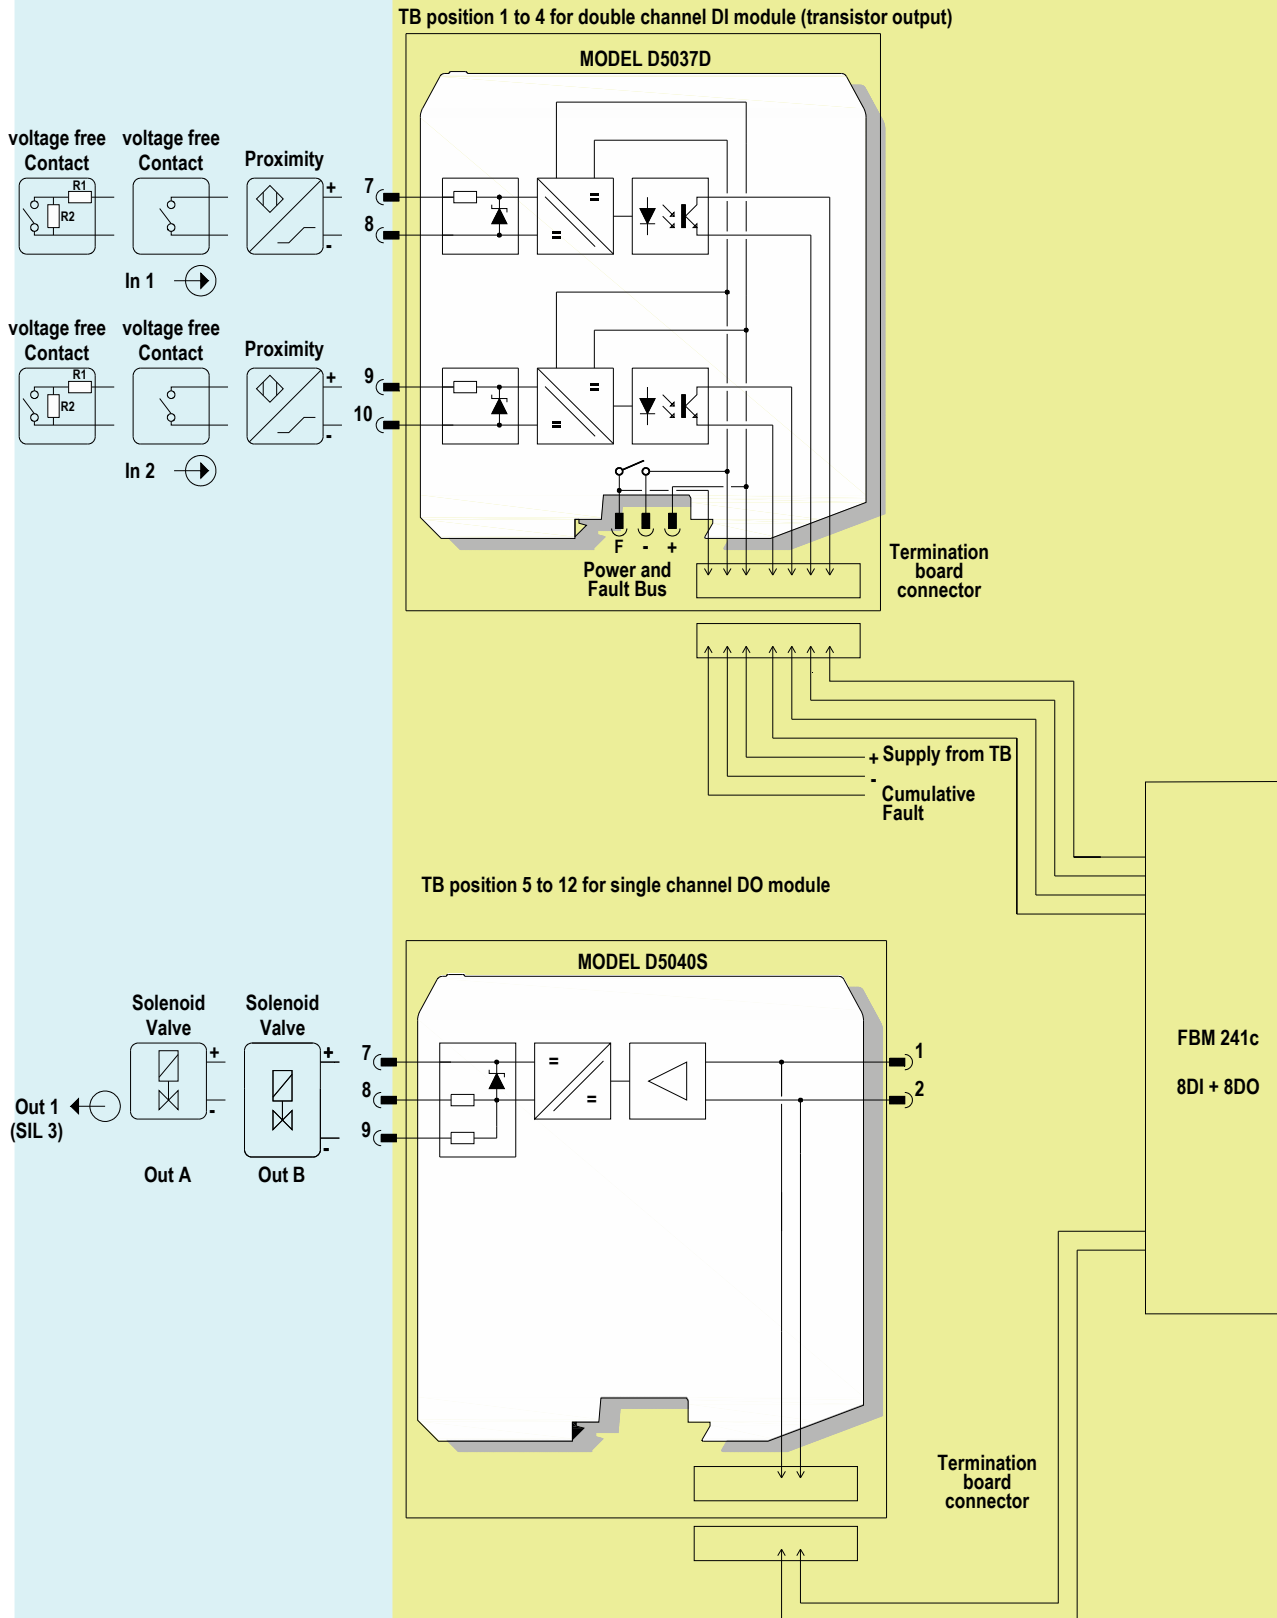 TB position 1 to 4 for double channel DI module (transistor output)
MODEL D5037D
voltage free
Contact
voltage free
Contact
Proximity
R1
R2
+
-
7
8
In 1
voltage free
Contact
voltage free
Contact
Proximity
R1
R2
+
-
9
10
In 2
=
=
=
=
F - +
Power and
Fault Bus
Termination
board
connector
+ Supply from TB
-
Cumulative
Fault
TB position 5 to 12 for single channel DO module
MODEL D5040S
Solenoid
Valve
Solenoid
Valve
+
-
+
-
7
8
9
=
=
1
2
Out 1
(SIL 3)
Out A
Out B
FBM 241c
8DI + 8DO
Termination
board
connector